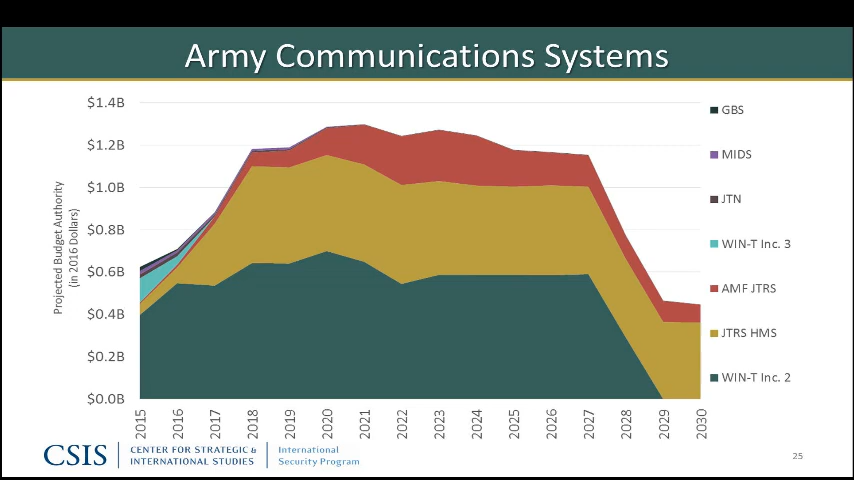 Army Communications Systems
$1.4B
$1.2B
$1.0B
$0.8B
$0.6B
$0.4B
$0.2B
$0.0B
Projected Budget Authority
(in 2016 Dollars)
2015
2016
2017
2018
2019
2020
2021
2022
2023
2024
2025
2026
2027
2028
2029
2030
GBS
MIDS
JTN
WIN-T Inc. 3
AMF JTRS
JTRS HMS
WIN-T Inc. 2
CSIS
CENTER FOR STRATEGIC &
INTERNATIONAL STUDIES
International
Security Program
25